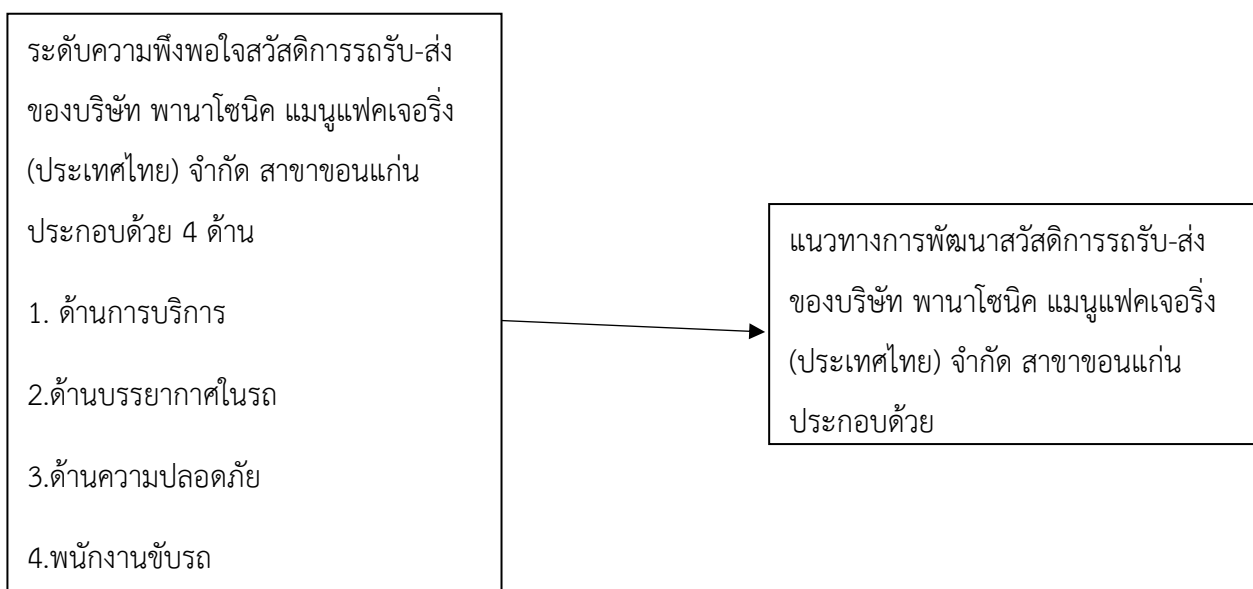 ระดับความพึงพอใจสวัสดิการรถรับ-ส่ง
ของบริษัท พานาโซนิค แมนูแฟคเจอริ่ง
(ประเทศไทย) จำกัด สาขาขอนแก่น
ประกอบด้วย 4 ด้าน
1. ด้านการบริการ
2.ด้านบรรยากาศในรถ
3.ด้านความปลอดภัย
4.พนักงานขับรถ
แนวทางการพัฒนาสวัสดิการรถรับ-ส่ง
ของบริษัท พานาโซนิค แมนูแฟคเจอริ่ง
(ประเทศไทย) จำกัด สาขาขอนแก่น
ประกอบด้วย